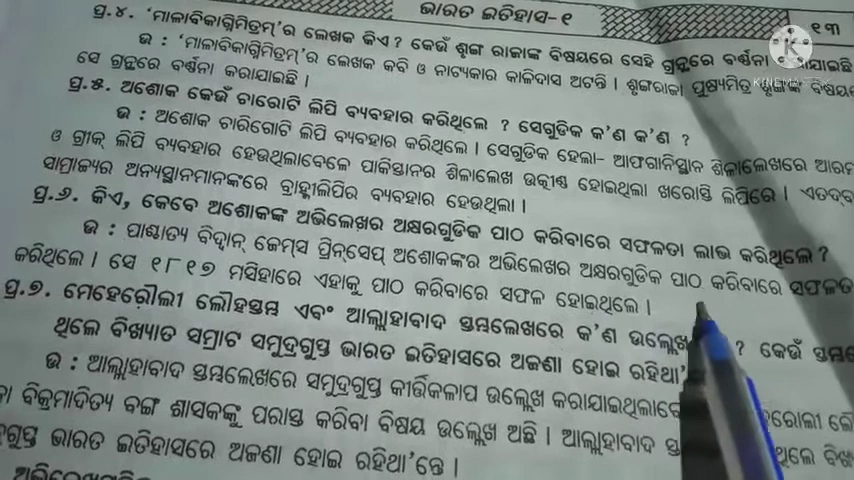 ଭାରତ ଇତିହାସ-୧
୧୩
ପ୍ର.୪. 'ମାଳାବିକାଗ୍ନିମିତ୍ରମ୍'ର ଲେଖକ କିଏ ? କେଉଁ ଶୁଙ୍ଗ ରାଜାଙ୍କ ବିଷୟରେ ସେହି ଗ୍ରନ୍ଥରେ ବର୍ଣ୍ଣନା
ଉ : 'ମାଳାବିକାଗ୍ନିମିତ୍ରମ୍'ର ଲେଖକ କବି ଓ ନାଟ୍ୟକାର କାଳିଦାସ ଅଟନ୍ତି । ଶୁଙ୍ଗରାଜା ପୁଷ୍ୟମିତ୍ର ଶୁଙ୍ଗଙ୍କ ବିଷୟ
ସେ ଗ୍ରନ୍ଥରେ ବର୍ଣ୍ଣନା କରାଯାଇଛି ।
KINEMASTER
ପ୍ର.୫. ଅଶୋକ କେଉଁ ଚାରୋଟି ଲିପି ବ୍ୟବହାର କରିଥିଲେ ? ସେଗୁଡିକ କ'ଣ କ'ଣ ?
ଉ : ଅଶୋକ ଚାରିଗୋଟି ଲିପି ବ୍ୟବହାର କରିଥିଲେ । ସେଗୁଡିକ ହେଲା- ଆଫଗାନିସ୍ଥାନ ଶିଳାଲେଖରେ ଆରମ
ଓ ଗ୍ରୀକ୍ ଲିପି ବ୍ୟବହାର ହେଉଥିଲାବେଳେ ପାକିସ୍ତାନର ଶିଳାଲେଖ ଉତ୍କୀର୍ଣ୍ଣ ହୋଇଥିଲା ଖରୋଷ୍ଠି ଲିପିରେ । ଏତଦ୍‌ବ
ସାମ୍ରାଜ୍ୟର ଅନ୍ୟସ୍ଥାନମାନଙ୍କରେ ବ୍ରାହ୍ମୀଲିପିର ବ୍ୟବହାର ହେଉଥିଲା ।
ପ୍ର.୬. କିଏ, କେବେ ଅଶୋକଙ୍କ ଅଭିଲେଖର ଅକ୍ଷରଗୁଡିକ ପାଠ କରିବାରେ ସଫଳତା ଲାଭ କରିଥିଲେ ?
ଉ : ପାଶ୍ଚାତ୍ୟ ବିଦ୍ୱାନ୍ ଜେମ୍‌ସ ପ୍ରିନ୍‌ସେପ୍ ଅଶୋକଙ୍କର ଅଭିଲେଖର ଅକ୍ଷରଗୁଡିକ ପାଠ କରିବାରେ ସଫଳତ
କରିଥିଲେ । ସେ ୧୮୧୭ ମସିହାରେ ଏହାକୁ ପାଠ କରିବାରେ ସଫଳ ହୋଇଥିଲେ ।
ପ୍ର.୭. ମେହେରୌଲୀ ଲୌହସ୍ତମ୍ଭ ଏବଂ ଆଲ୍ଲାହାବାଦ ସ୍ତମ୍ଭଲେଖରେ କ'ଣ ଉଲ୍ଲେଖ ? କେଉଁ ସ୍ତମ୍ଭ
ଥିଲେ ବିଖ୍ୟାତ ସମ୍ରାଟ ସମୁଦ୍ରଗୁପ୍ତ ଭାରତ ଇତିହାସରେ ଅଜଣା ହୋଇ ରହିଥା'
ଉ : ଆଲ୍ଲାହାବାଦ ସ୍ତମ୍ଭଲେଖରେ ସମୁଦ୍ରଗୁପ୍ତ କୀର୍ତ୍ତିକଳାପ ଉଲ୍ଲେଖ କରାଯାଇଥିଲାବେ
ବିକ୍ରମାଦିତ୍ୟ ବଙ୍ଗ ଶାସକଙ୍କୁ ପରାସ୍ତ କରିବା ବିଷୟ ଉଲ୍ଲେଖ ଅଛି । ଆଲ୍ଲାହାବାଦ ଥିଲେ
ଭାରତ ଇତିହାସରେ ଅଜଣା ହୋଇ ରହିଥା'ନ୍ତେ ।